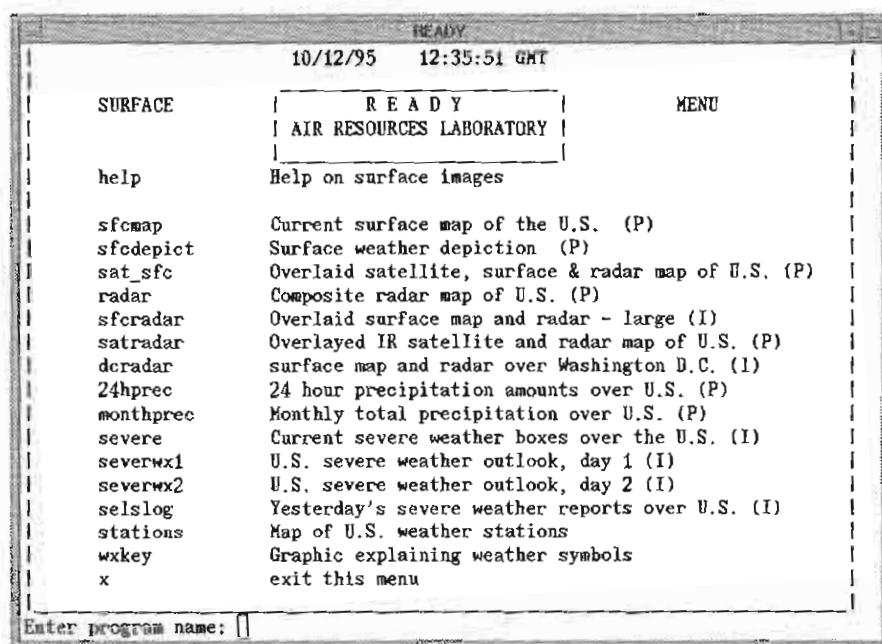 READY
10/12/95 12:35:51 GMT
SURFACE R E A D Y MENU
AIR RESOURCES LABORATORY
help Help on surface images
sfcmap Current surface map of the U.S. (P)
sfcdepict Surface weather depiction (P)
sat_sfc Overlaid satellite, surface & radar map of U.S. (P)
radar Composite radar map of U.S. (P)
sfcradar Overlaid surface map and radar - large (I)
satradar Overlayed IR satellite and radar map of U.S. (P)
dcradar surface map and radar over Washington D.C. (I)
24hprec 24 hour precipitation amounts over U.S. (P)
monthprec Monthly total precipitation over U.S. (P)
severe Current severe weather boxes over the U.S. (I)
severwx1 U.S. severe weather outlook, day 1 (I)
severwx2 U.S. severe weather outlook, day 2 (I)
selslog Yesterday's severe weather reports over U.S. (I)
stations Map of U.S. weather stations
wxkey Graphic explaining weather symbols
x exit this menu
Enter program name: